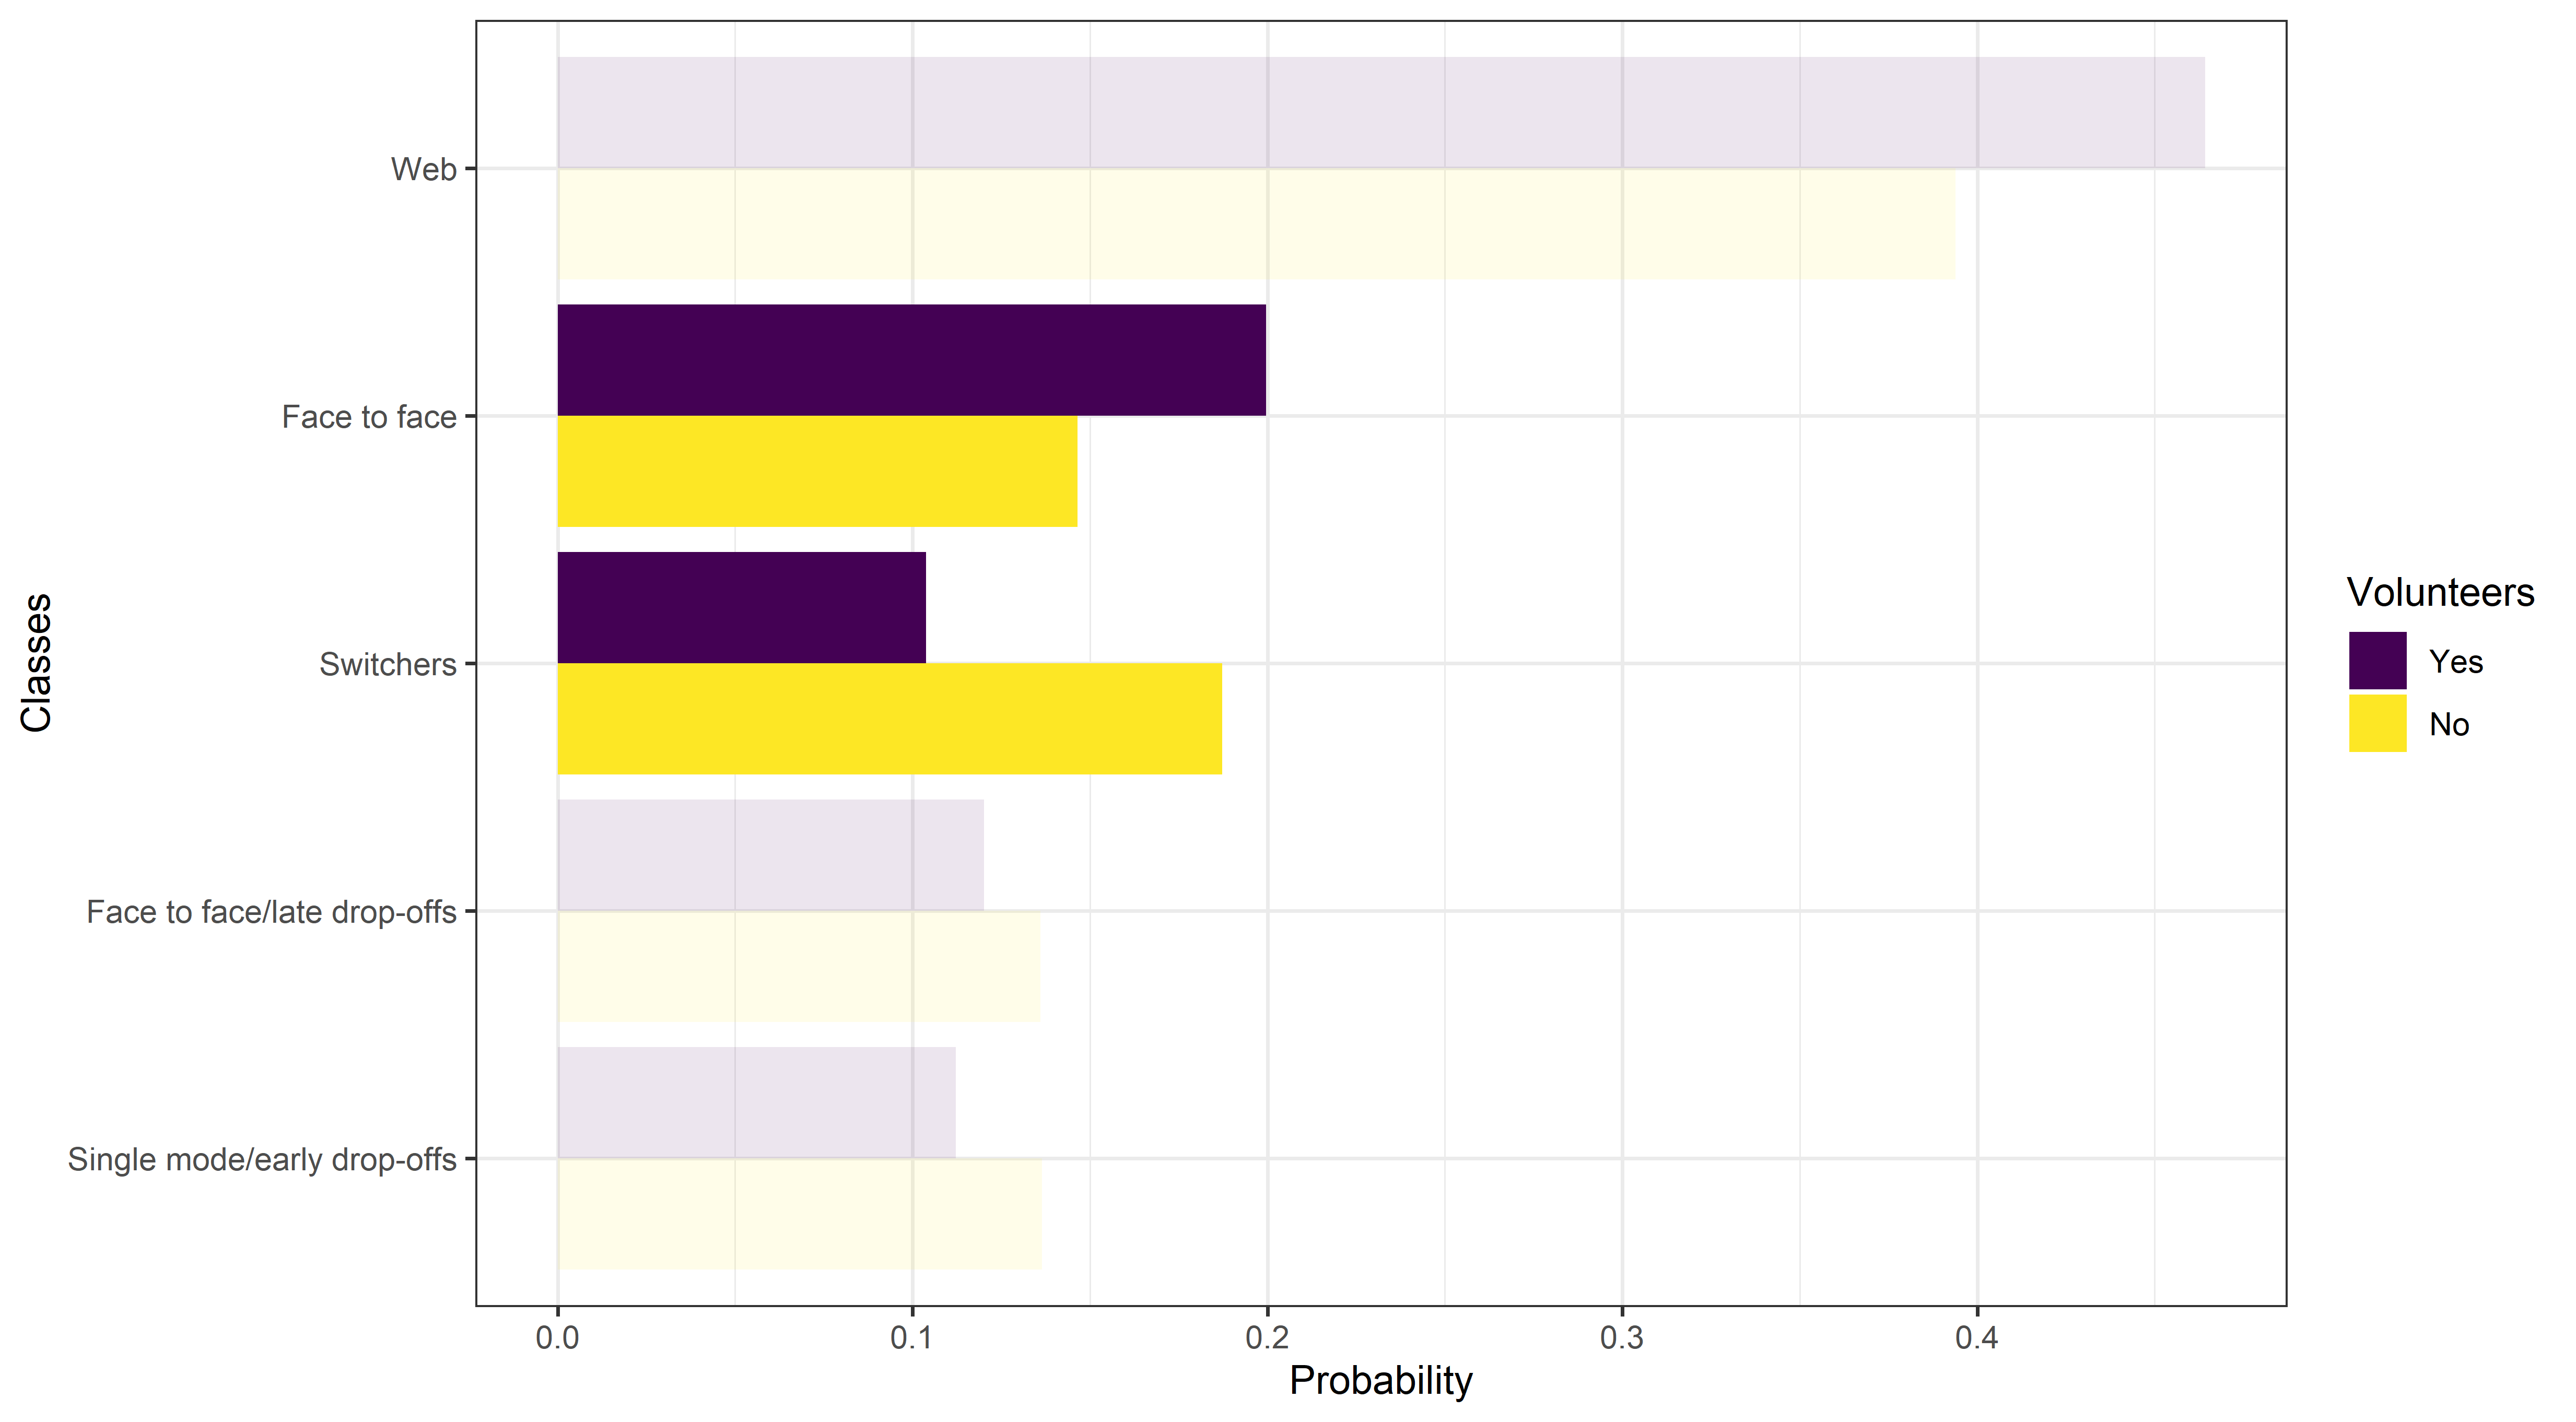 Classes
Web
Face to face
Switchers
Face to face/late drop-offs
Single mode/early drop-offs
0.0
0.1
0.2
0.3
0.4
Probability
Volunteers
Yes
No